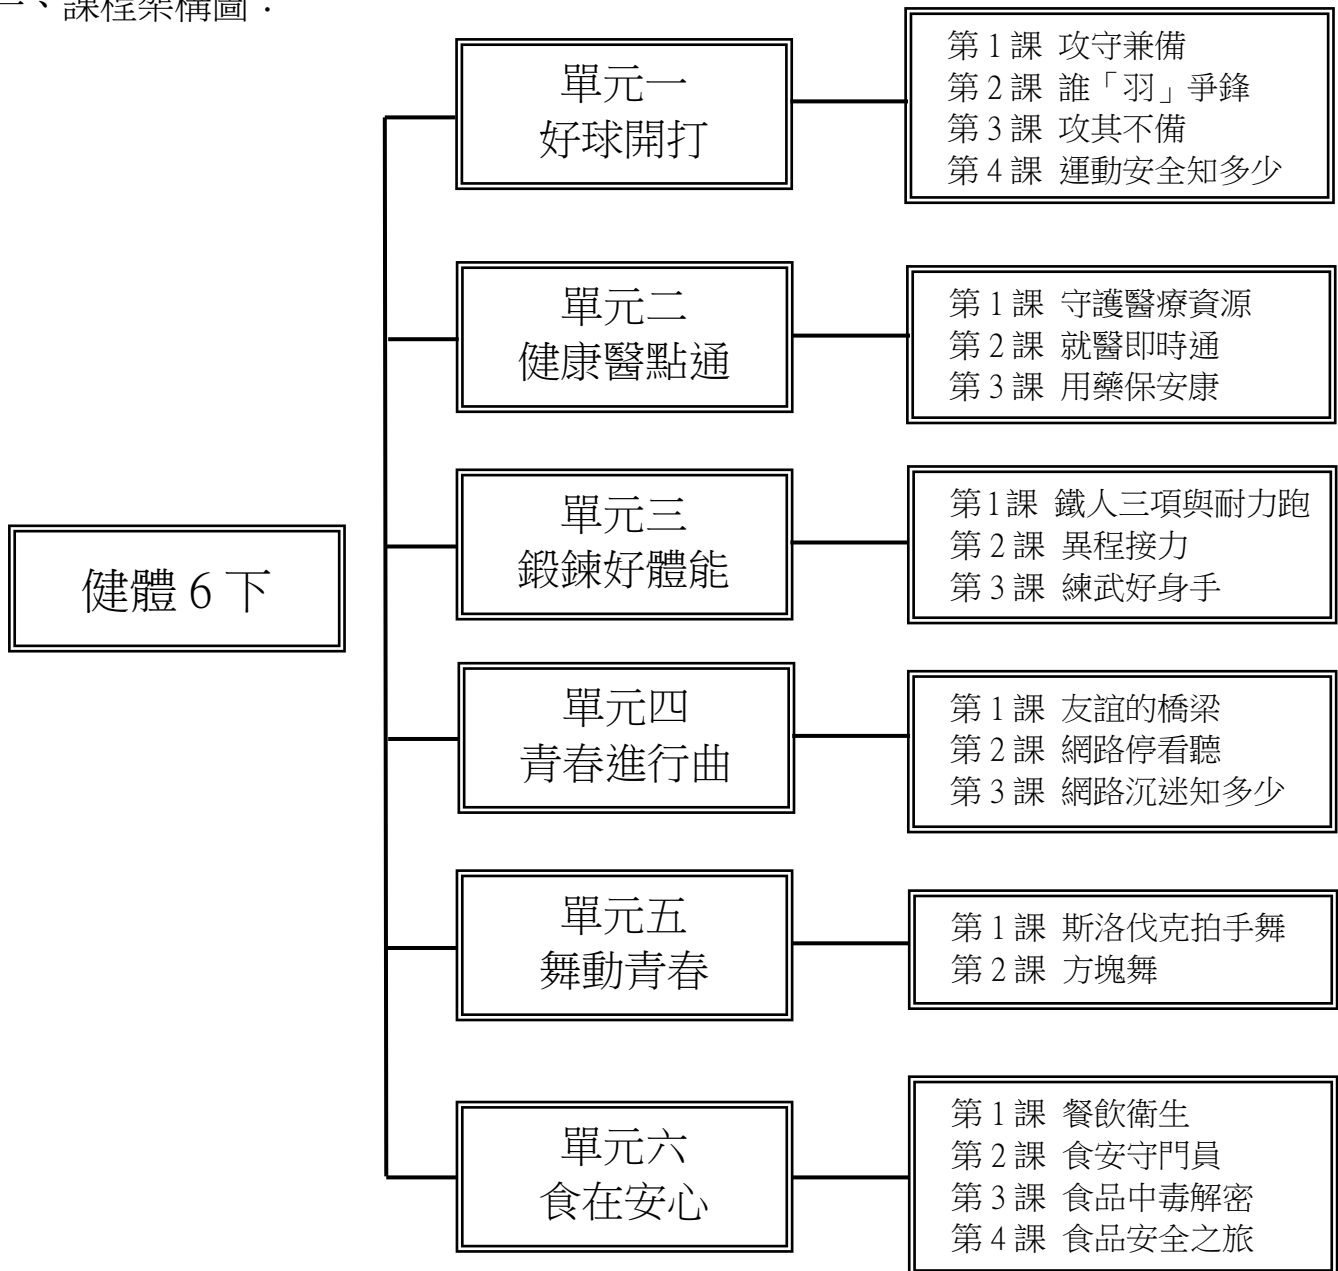 、課程架構圖：
健體 6 下
單元一
好球開打
第 1 課 攻守兼備
第 2 課 誰「羽」爭鋒
第 3 課 攻其不備
第 4 課 運動安全知多少
單元二
健康醫點通
第 1 課 守護醫療資源
第 2 課 就醫即時通
第 3 課 用藥保安康
單元三
鍛鍊好體能
第 1 課 鐵人三項與耐力跑
第 2 課 異程接力
第 3 課 練武好身手
單元四
青春進行曲
第 1 課 友誼的橋梁
第 2 課 網路停看聽
第 3 課 網路沉迷知多少
單元五
舞動青春
第 1 課 斯洛伐克拍手舞
第 2 課 方塊舞
單元六
食在安心
第 1 課 餐飲衛生
第 2 課 食安守門員
第 3 課 食品中毒解密
第 4 課 食品安全之旅